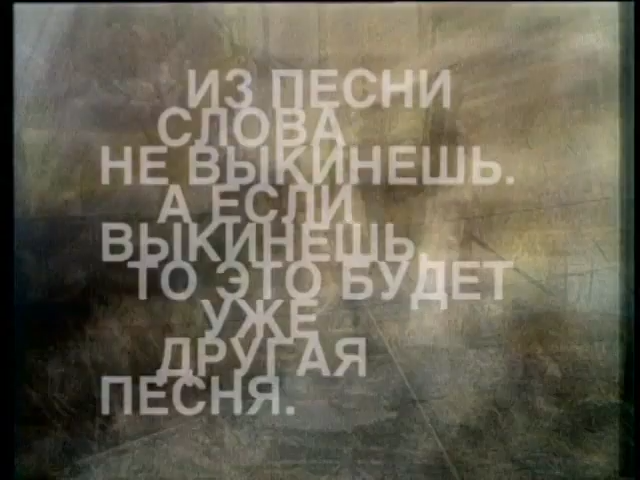 ИЗ ПЕСНИ
СЛОВА
НЕ ВЫКИНЕШЬ.
А ЕСЛИ
ВЫКИНЕШЬ,
ТО ЭТО БУДЕТ
УЖЕ
ДРУГАЯ
ПЕСНЯ.